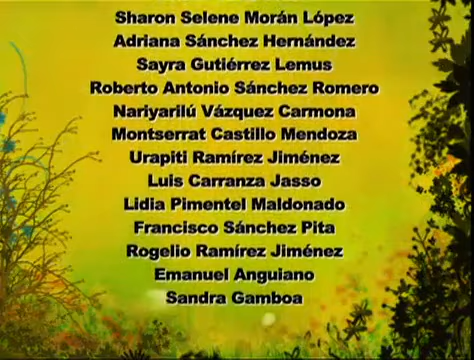 Sharon Selene Morán López
Adriana Sánchez Hernández
Sayra Gutiérrez Lemus
Roberto Antonio Sánchez Romero
Nariyarilú Vázquez Carmona
Montserrat Castillo Mendoza
Urapiti Ramírez Jiménez
Luis Carranza Jasso
Lidia Pimentel Maldonado
Francisco Sánchez Pita
Rogelio Ramírez Jiménez
Emanuel Anguiano
Sandra Gamboa